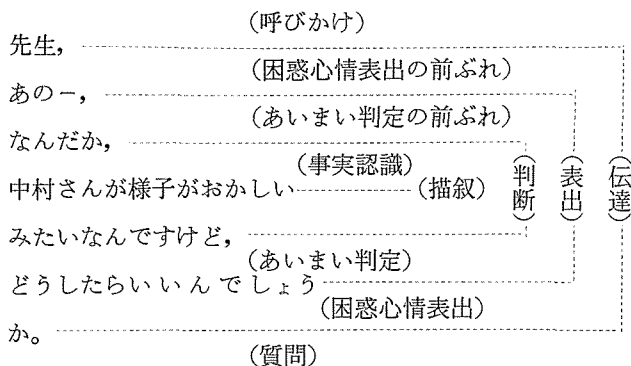 (呼びかけ)
先生,
(困惑心情表出の前ぶれ)
あのー,
(あいまい判定の前ぶれ)
なんだか,
(事実認識)
中村さんが様子がおかしい (描叙) (判断) (表出) (伝達)
みたいなんですけど,
(あいまい判定)
どうしたらいいんでしょう
(困惑心情表出)
か。
(質問)